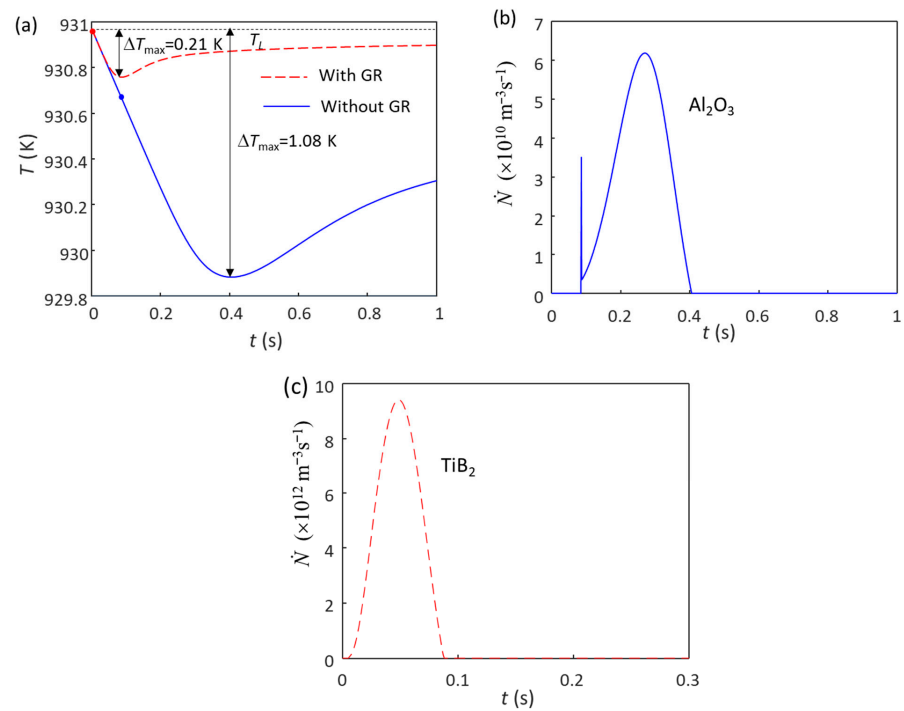 (a)
931
930.8
930.6
930.4
930.2
930
929.8
T (K)
0
0.2
0.4
0.6
0.8
1
t (s)
ΔTmax=0.21 K
TL
With GR
Without GR
ΔTmax=1.08 K
(b)
7
6
5
4
3
2
1
0
Ṅ (×10¹⁰ m⁻³s⁻¹)
Al₂O₃
0
0.2
0.4
0.6
0.8
1
t (s)
(c)
10
8
6
4
2
0
Ṅ (×10¹² m⁻³s⁻¹)
TiB₂
0
0.1
0.2
0.3
t (s)